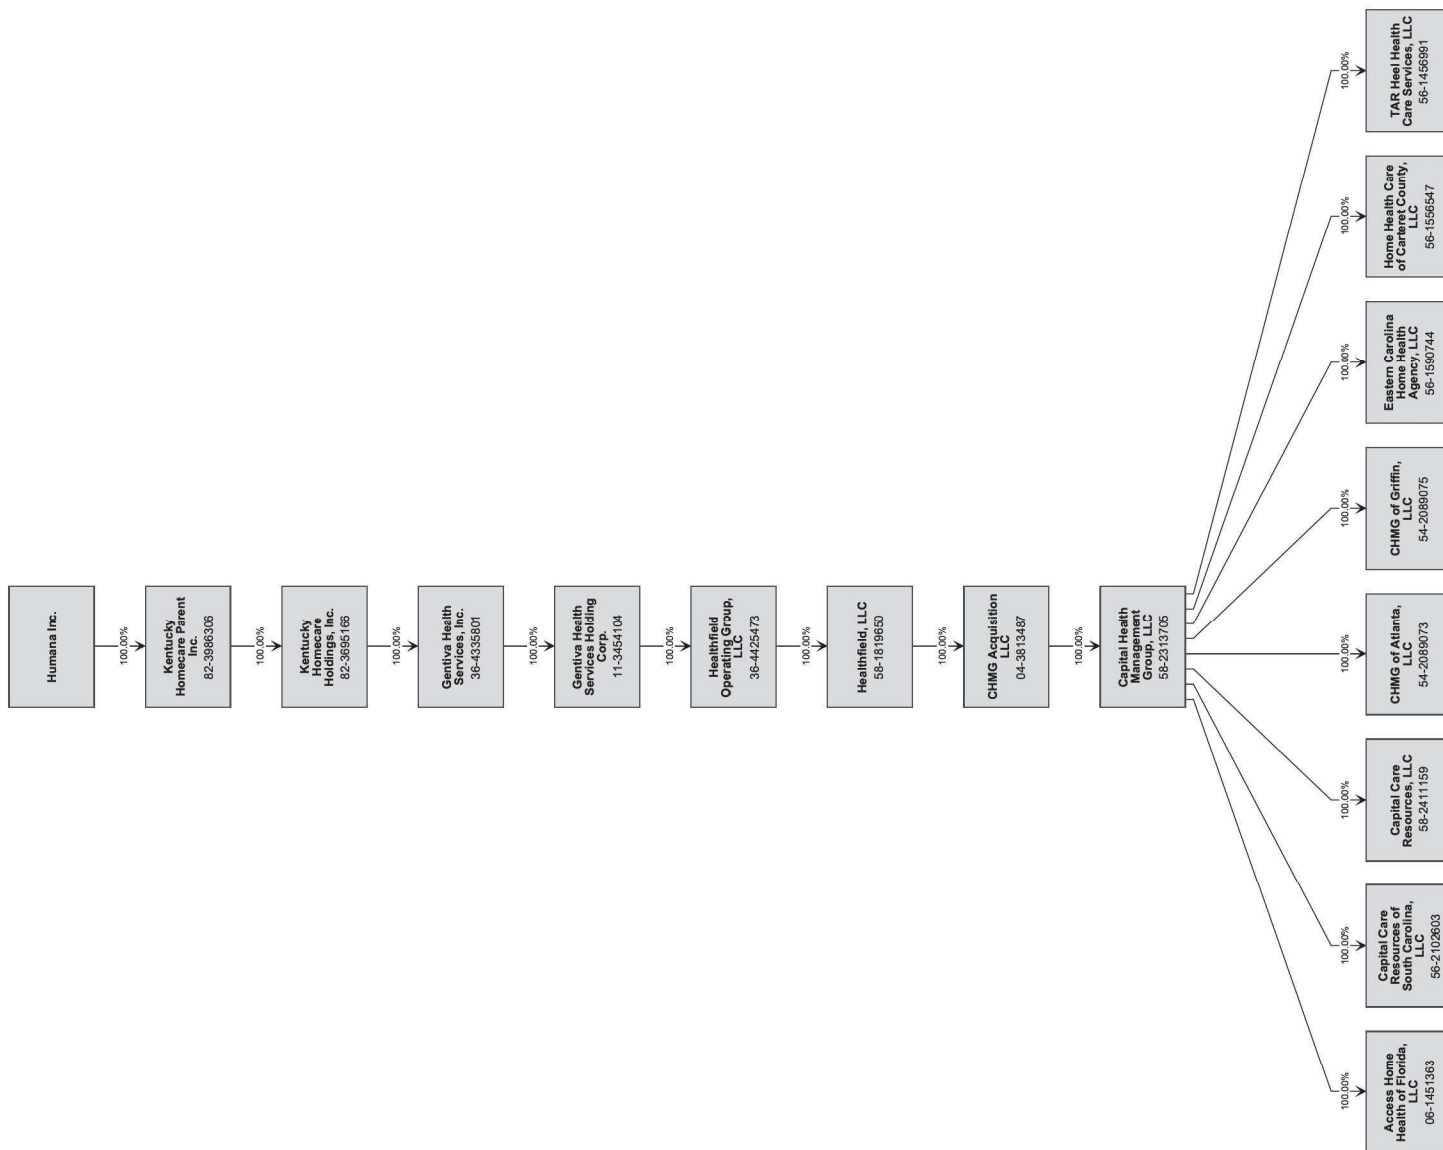 Humana Inc.
100.00%
Kentucky
Homecare Parent
Inc.
82-3986306
100.00%
Kentucky
Homecare
Holdings, Inc.
82-3695166
100.00%
Gentiva Health
Services, Inc.
36-4335801
100.00%
Gentiva Health
Services Holding
Corp.
11-3454104
100.00%
Healthfield
Operating Group,
LLC
36-4425473
100.00%
Healthfield, LLC
58-1819650
100.00%
CHMG Acquisition
LLC
04-3813487
100.00%
Capital Health
Management
Group, LLC
58-2313705
100.00%
Access Home
Health of Florida,
LLC
06-1451363
100.00%
Capital Care
Resources of
South Carolina,
LLC
56-2102603
100.00%
Capital Care
Resources, LLC
58-2411159
100.00%
CHMG of Atlanta,
LLC
54-2089073
100.00%
CHMG of Griffin,
LLC
54-2089075
100.00%
Eastern Carolina
Home Health
Agency, LLC
56-1590744
100.00%
Home Health Care
of Carteret County,
LLC
56-1556547
100.00%
TAR Heel Health
Care Services, LLC
56-1456991